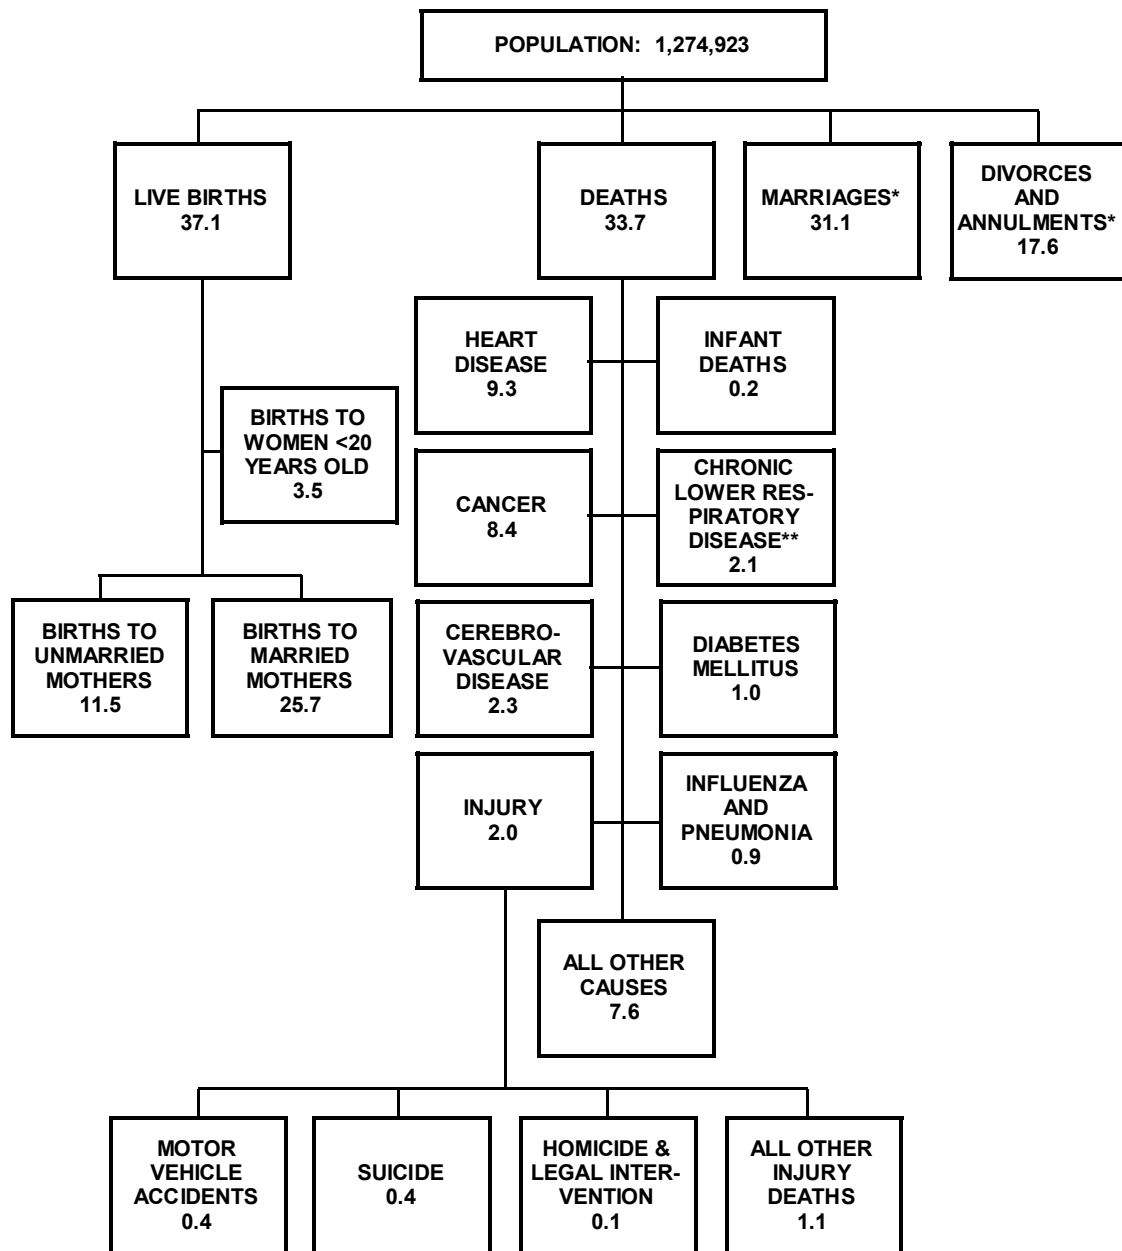 POPULATION:  1,274,923
LIVE BIRTHS
37.1
DEATHS
33.7
MARRIAGES*
31.1
DIVORCES
AND
ANNULMENTS*
17.6
HEART
DISEASE
9.3
INFANT
DEATHS
0.2
BIRTHS TO
WOMEN <20
YEARS OLD
3.5
CANCER
8.4
CHRONIC
LOWER RES-
PIRATORY
DISEASE**
2.1
BIRTHS TO
UNMARRIED
MOTHERS
11.5
BIRTHS TO
MARRIED
MOTHERS
25.7
CEREBRO-
VASCULAR
DISEASE
2.3
DIABETES
MELLITUS
1.0
INJURY
2.0
INFLUENZA
AND
PNEUMONIA
0.9
ALL OTHER
CAUSES
7.6
MOTOR
VEHICLE
ACCIDENTS
0.4
SUICIDE
0.4
HOMICIDE &
LEGAL INTER-
VENTION
0.1
ALL OTHER
INJURY
DEATHS
1.1